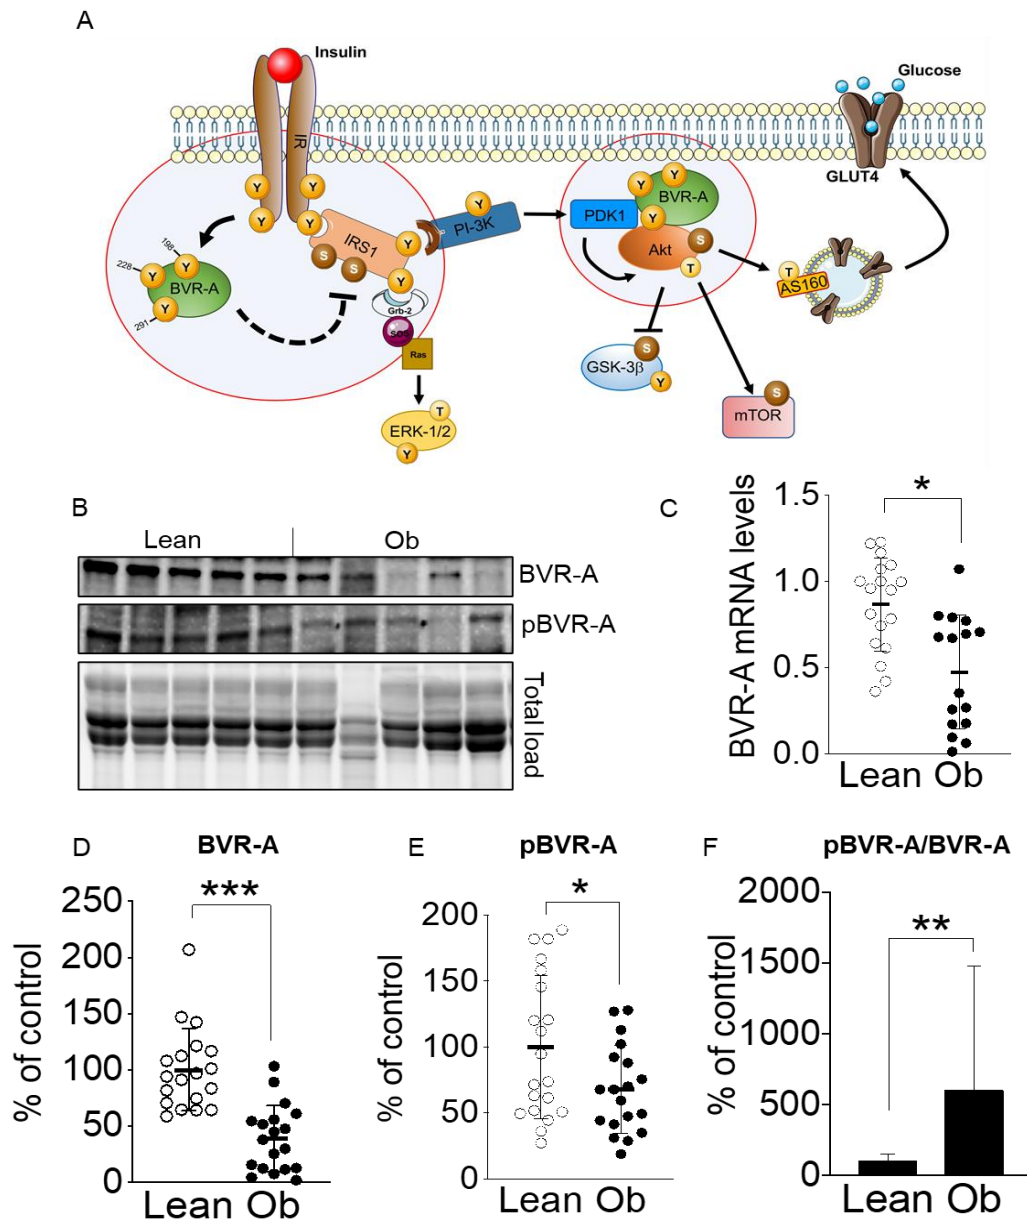 A
Insulin
Glucose
IR
GLUT4
Y
Y
Y
Y
IRS1
S
S
Y
Y
Y
PI-3K
PDK1
Y
Y
Y
BVR-A
Akt
S
T
198
228
291
Y
Y
Y
BVR-A
Grb-2
SOS
Ras
T
ERK-1/2
Y
T
AS160
S
GSK-3β
Y
S
mTOR
B
Lean
Ob
BVR-A
pBVR-A
Total load
C
BVR-A mRNA levels
1.5
1.0
0.5
0.0
*
Lean Ob
D
BVR-A
% of control
250
200
150
100
50
0
***
Lean Ob
E
pBVR-A
% of control
200
150
100
50
0
*
Lean Ob
F
pBVR-A/BVR-A
% of control
2000
1500
1000
500
0
**
Lean Ob